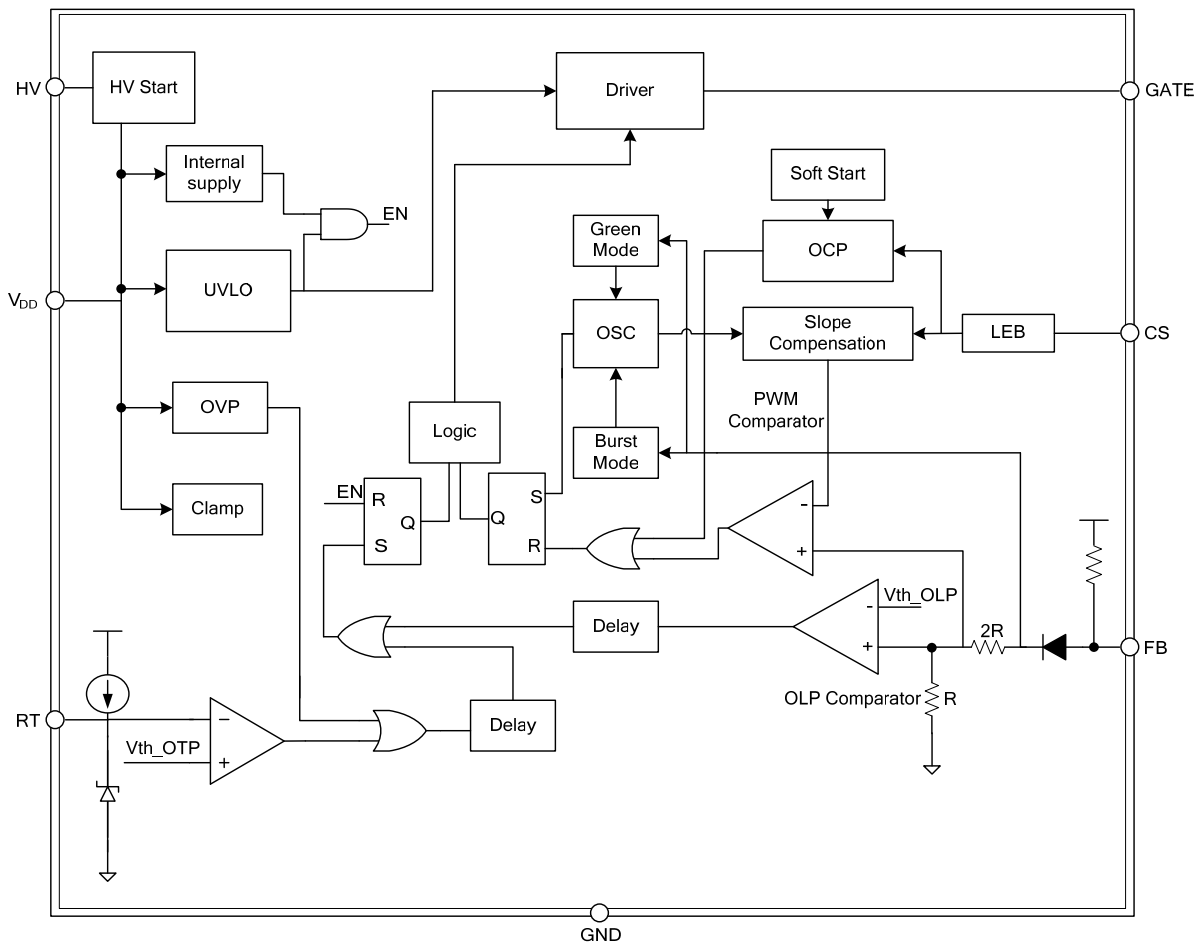 HV
HV Start
Driver
GATE
Internal
supply
EN
Soft Start
Green
Mode
OCP
UVLO
VDD
OSC
Slope
Compensation
LEB
CS
OVP
Logic
PWM
Comparator
Burst
Mode
Clamp
EN
R
Q
S
S
Q
R
-
+
Vth_OLP
-
+
Delay
2R
FB
OLP Comparator
R
RT
Vth_OTP
−
+
Delay
GND